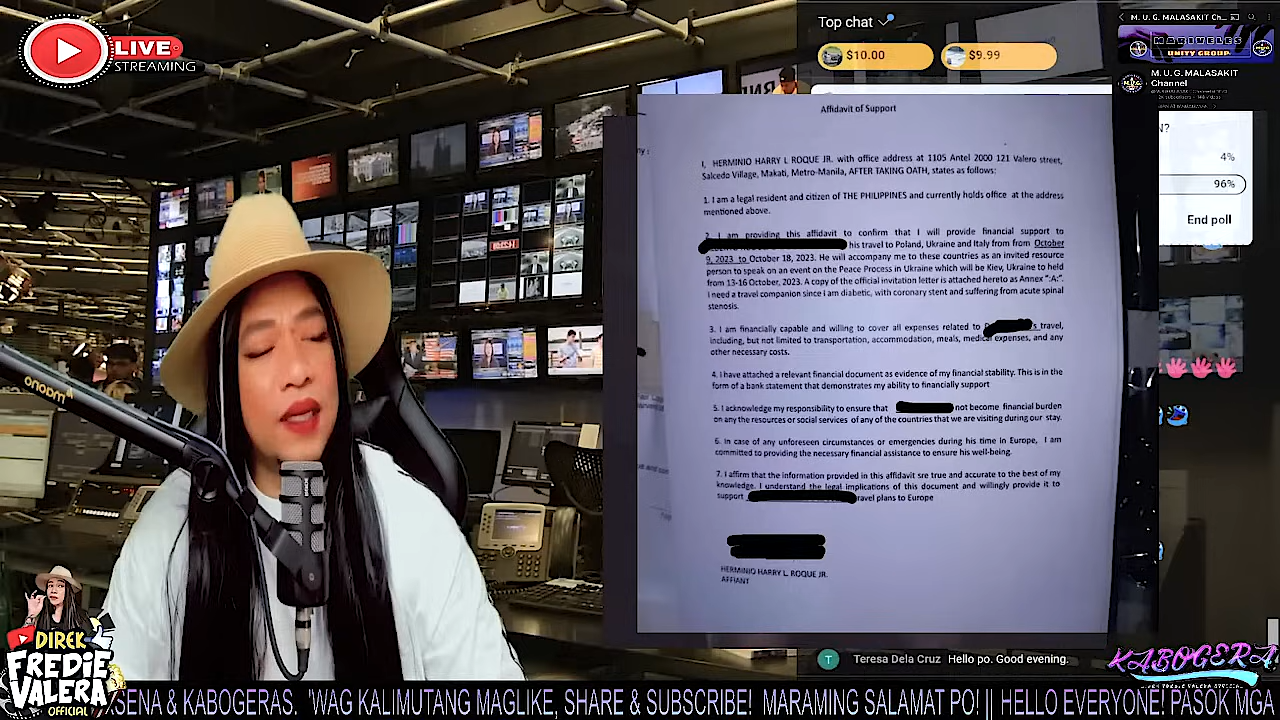 LIVE
STREAMING
Top chat
$10.00
$9.99
M. U. G. MALASAKIT Ch...
MARIVELES
UNITY GROUP
M. U. G. MALASAKIT
Channel
N?
4%
96%
End poll
Affidavit of Support
I, HERMINIO HARRY L ROQUE JR. with office address at 1105 Antel 2000 121 Valero street,
Salcedo Village, Makati, Metro-Manila, AFTER TAKING OATH, states as follows:
1. I am a legal resident and citizen of THE PHILIPPINES and currently holds office at the address
mentioned above.
2. I am providing this affidavit to confirm that I will provide financial support to
his travel to Poland, Ukraine and Italy from from October
9, 2023 to October 18, 2023. He will accompany me to these countries as an invited resource
person to speak on an event on the Peace Process in Ukraine which will be Kiev, Ukraine to held
from 13-16 October, 2023. A copy of the official invitation letter is attached hereto as Annex ":A:".
I need a travel companion since I am diabetic, with coronary stent and suffering from acute spinal
stenosis.
3. I am financially capable and willing to cover all expenses related to s travel,
including, but not limited to transportation, accommodation, meals, medical expenses, and any
other necessary costs.
4. I have attached a relevant financial document as evidence of my financial stability. This is in the
form of a bank statement that demonstrates my ability to financially support
5. I acknowledge my responsibility to ensure that not become financial burden
on any the resources or social services of any of the countries that we are visiting during our stay.
6. In case of any unforeseen circumstances or emergencies during his time in Europe, I am
committed to providing the necessary financial assistance to ensure his well-being.
7. I affirm that the information provided in this affidavit sre true and accurate to the best of my
knowledge. I understand the legal implications of this document and willingly provide it to
support ravel plans to Europe
HERMINIO HARRY L. ROQUE JR.
AFFIANT
maono
DIREK
FREDIE
VALERA
OFFICIAL
T Teresa Dela Cruz Hello po. Good evening.
KABOGERA
SENA & KABOGERAS. 'WAG KALIMUTANG MAGLIKE, SHARE & SUBSCRIBE! MARAMING SALAMAT PO! || HELLO EVERYONE! PASOK MGA